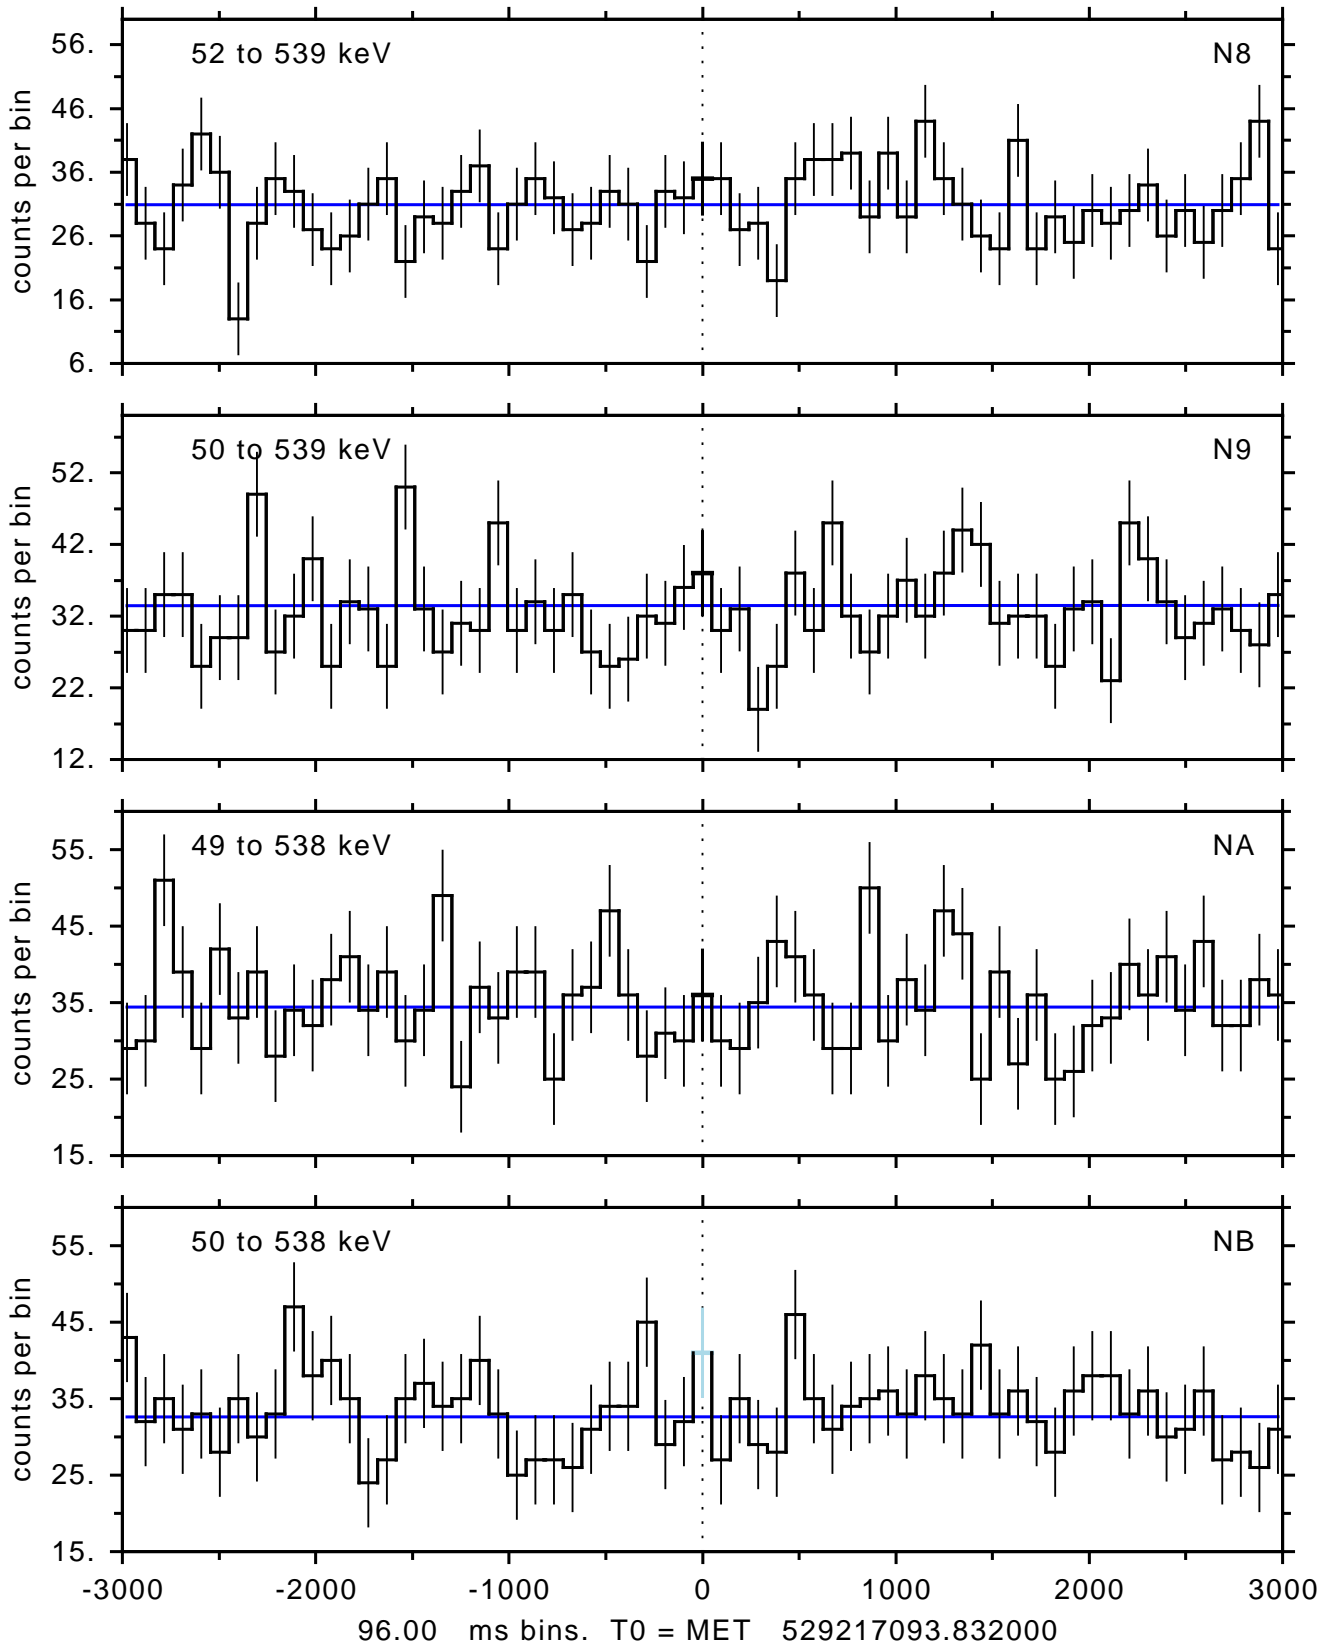 52 to 539 keV N8
56.
46.
36.
26.
16.
6.
counts per bin
50 to 539 keV N9
52.
42.
32.
22.
12.
counts per bin
49 to 538 keV NA
55.
45.
35.
25.
15.
counts per bin
50 to 538 keV NB
55.
45.
35.
25.
15.
counts per bin
-3000 -2000 -1000 0 1000 2000 3000
96.00 ms bins. T0 = MET 529217093.832000